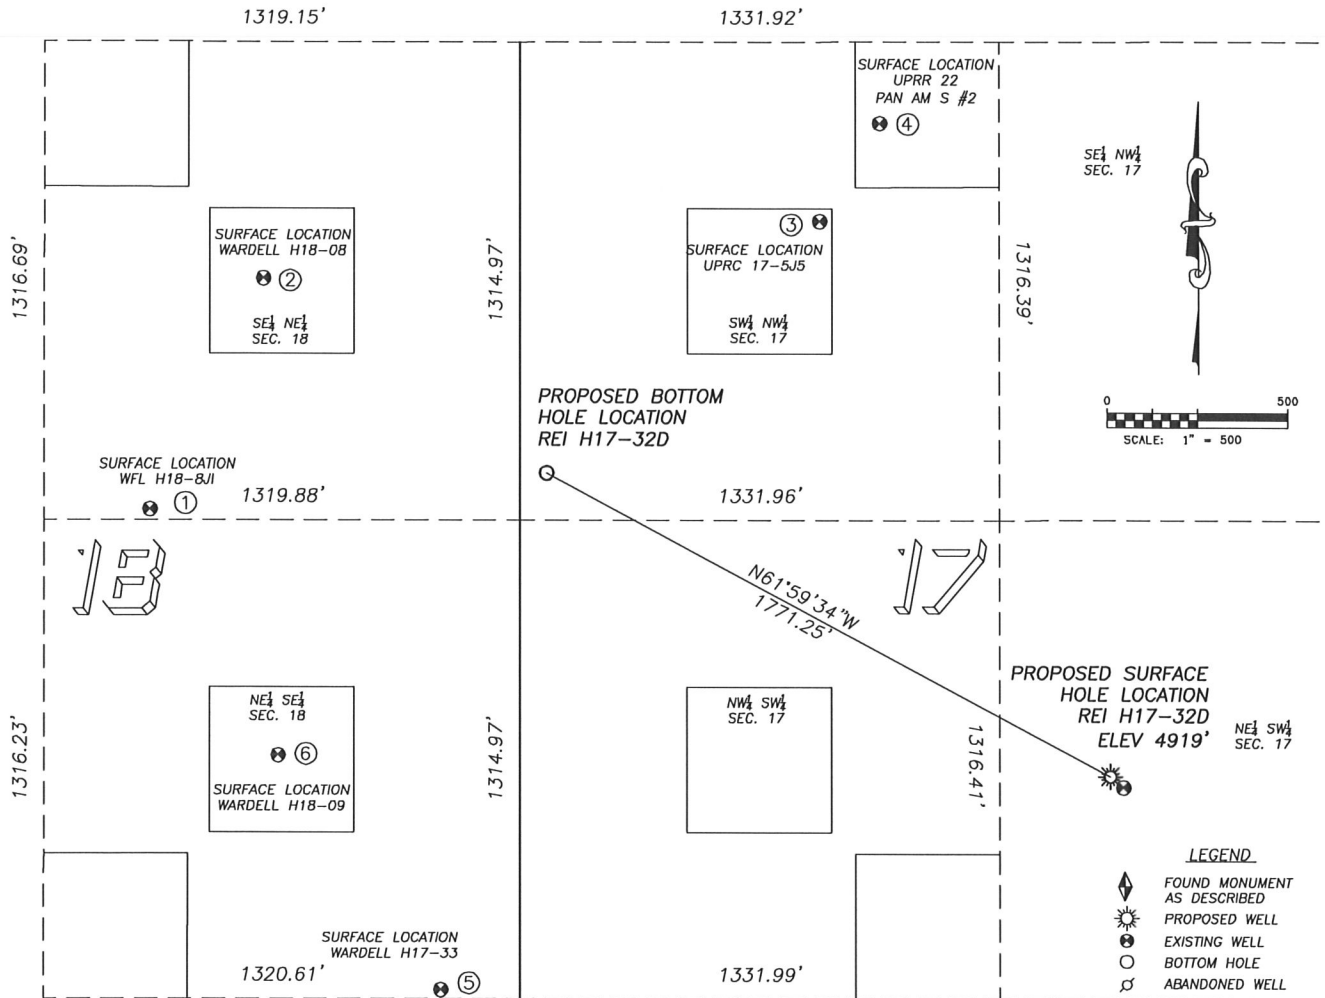 1319.15'
1331.92'
SURFACE LOCATION
UPRR 22
PAN AM S #2
④
SE¼ NW¼
SEC. 17
SURFACE LOCATION
WARDELL H18-08
②
SE¼ NE¼
SEC. 18
③
SURFACE LOCATION
UPRC 17-5J5
SW¼ NW¼
SEC. 17
1316.69'
1314.97'
1316.39'
PROPOSED BOTTOM
HOLE LOCATION
REI H17-32D
0 500
SCALE: 1" = 500
SURFACE LOCATION
WFL H18-8JI
①
1319.88'
1331.96'
18
17
N61°59'34"W
1771.25'
PROPOSED SURFACE
HOLE LOCATION
REI H17-32D
ELEV 4919'
NE¼ SW¼
SEC. 17
NE¼ SE¼
SEC. 18
⑥
SURFACE LOCATION
WARDELL H18-09
NW¼ SW¼
SEC. 17
1316.23'
1314.97'
1316.41'
LEGEND
FOUND MONUMENT
AS DESCRIBED
PROPOSED WELL
EXISTING WELL
BOTTOM HOLE
ABANDONED WELL
SURFACE LOCATION
WARDELL H17-33
⑤
1320.61'
1331.99'